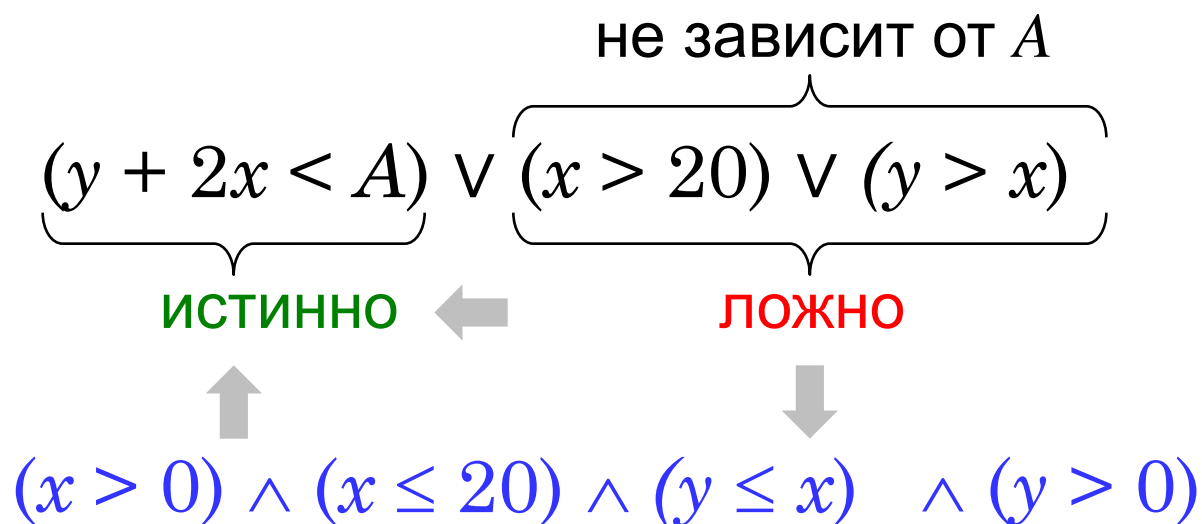 не зависит от A
(y + 2x < A) ∨ (x > 20) ∨ (y > x)
истинно ложно
(x > 0) ∧ (x ≤ 20) ∧ (y ≤ x) ∧ (y > 0)